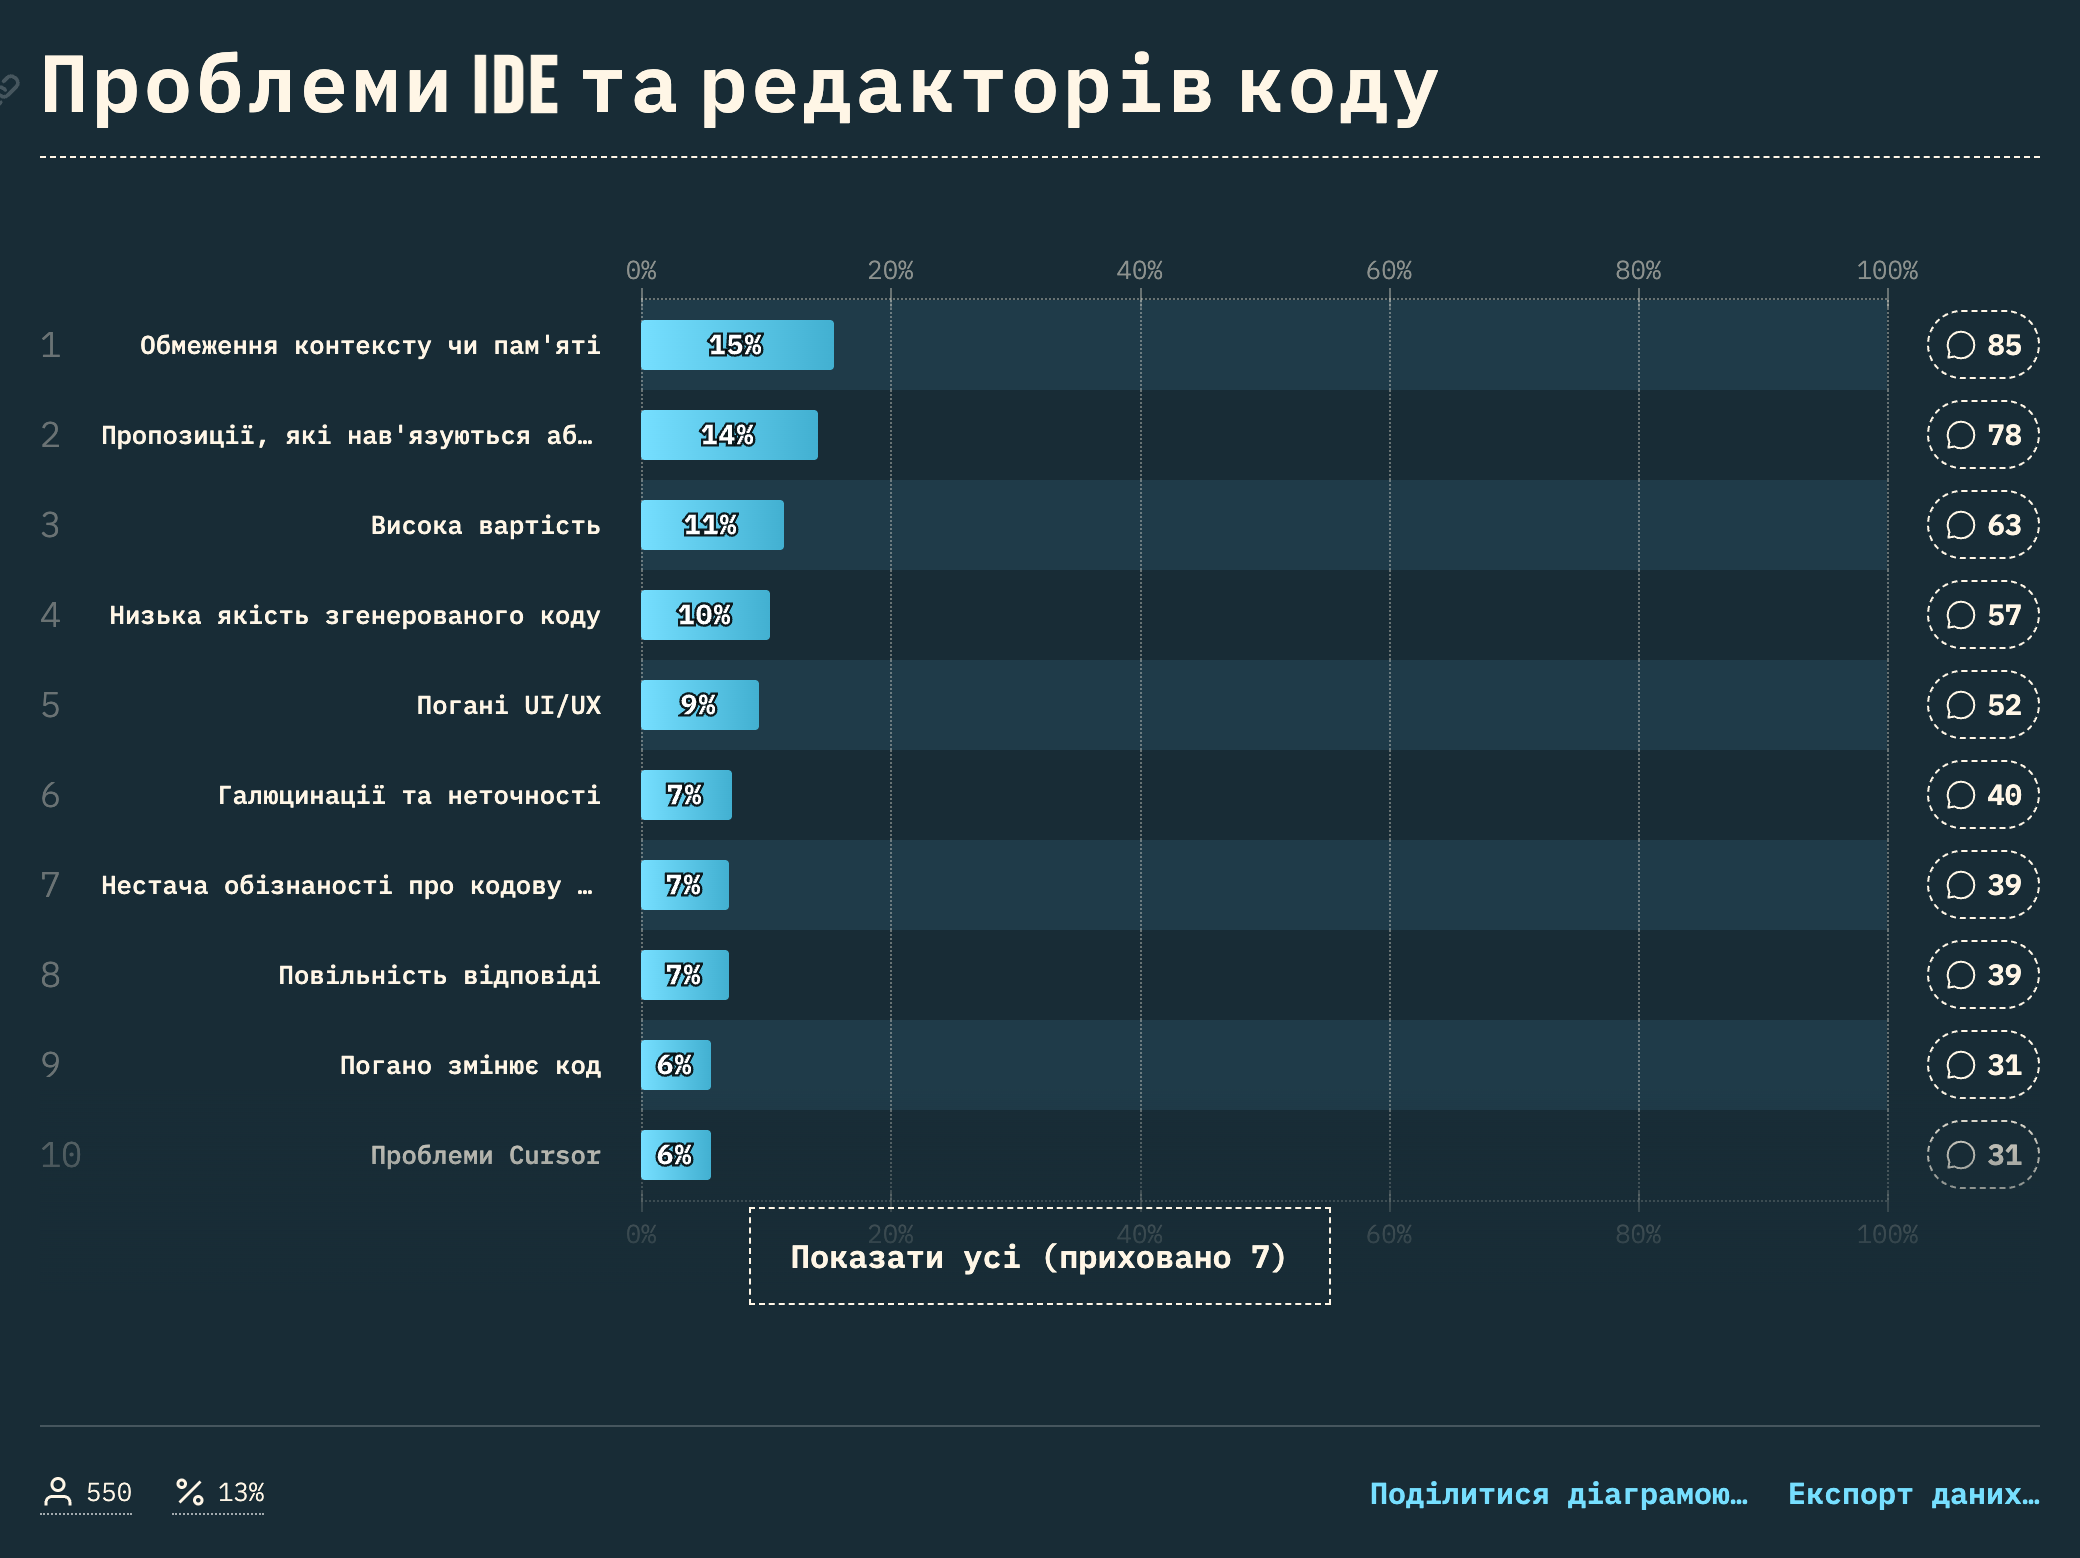 Проблеми IDE та редакторів коду
0% 20% 40% 60% 80% 100%
1 Обмеження контексту чи пам'яті 15% 85
2 Пропозиції, які нав'язуються аб… 14% 78
3 Висока вартість 11% 63
4 Низька якість згенерованого коду 10% 57
5 Погані UI/UX 9% 52
6 Галюцинації та неточності 7% 40
7 Нестача обізнаності про кодову … 7% 39
8 Повільність відповіді 7% 39
9 Погано змінює код 6% 31
10 Проблеми Cursor 6% 31
0% 20% 40% 60% 80% 100%
Показати усі (приховано 7)
550 13% Поділитися діаграмою… Експорт даних…